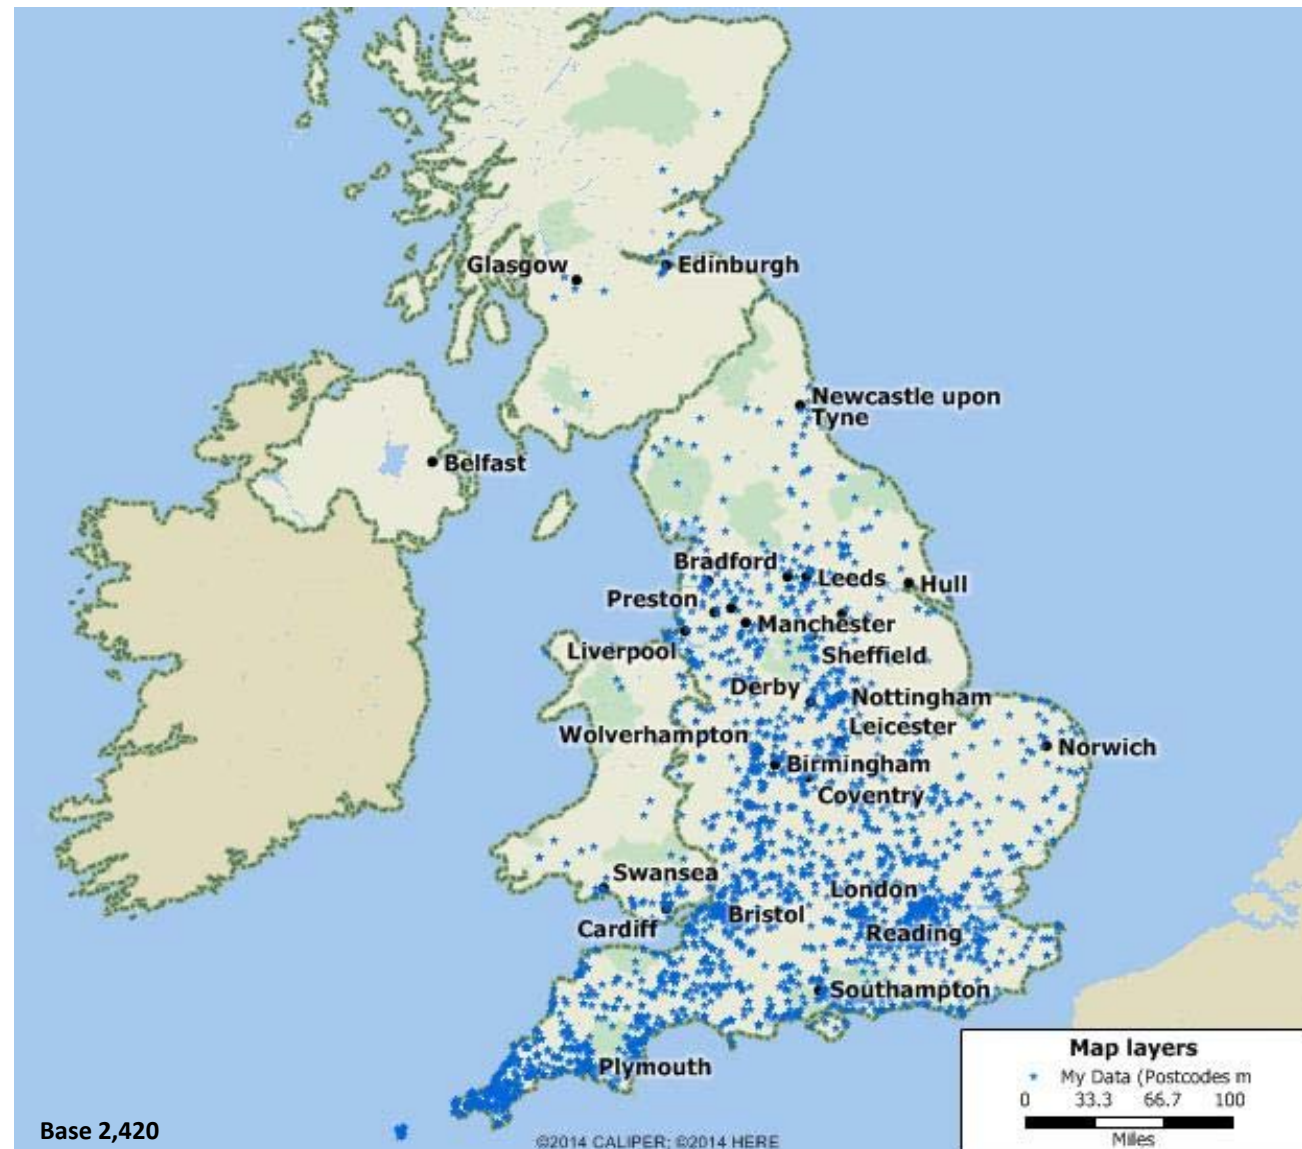 Glasgow
Edinburgh
Newcastle upon
Tyne
Belfast
Bradford
Leeds
Hull
Preston
Manchester
Liverpool
Sheffield
Derby
Nottingham
Leicester
Wolverhampton
Norwich
Birmingham
Coventry
Swansea
London
Bristol
Cardiff
Reading
Southampton
Plymouth
Map layers
My Data (Postcodes m
0 33.3 66.7 100
Miles
Base 2,420
©2014 CALIPER; ©2014 HERE